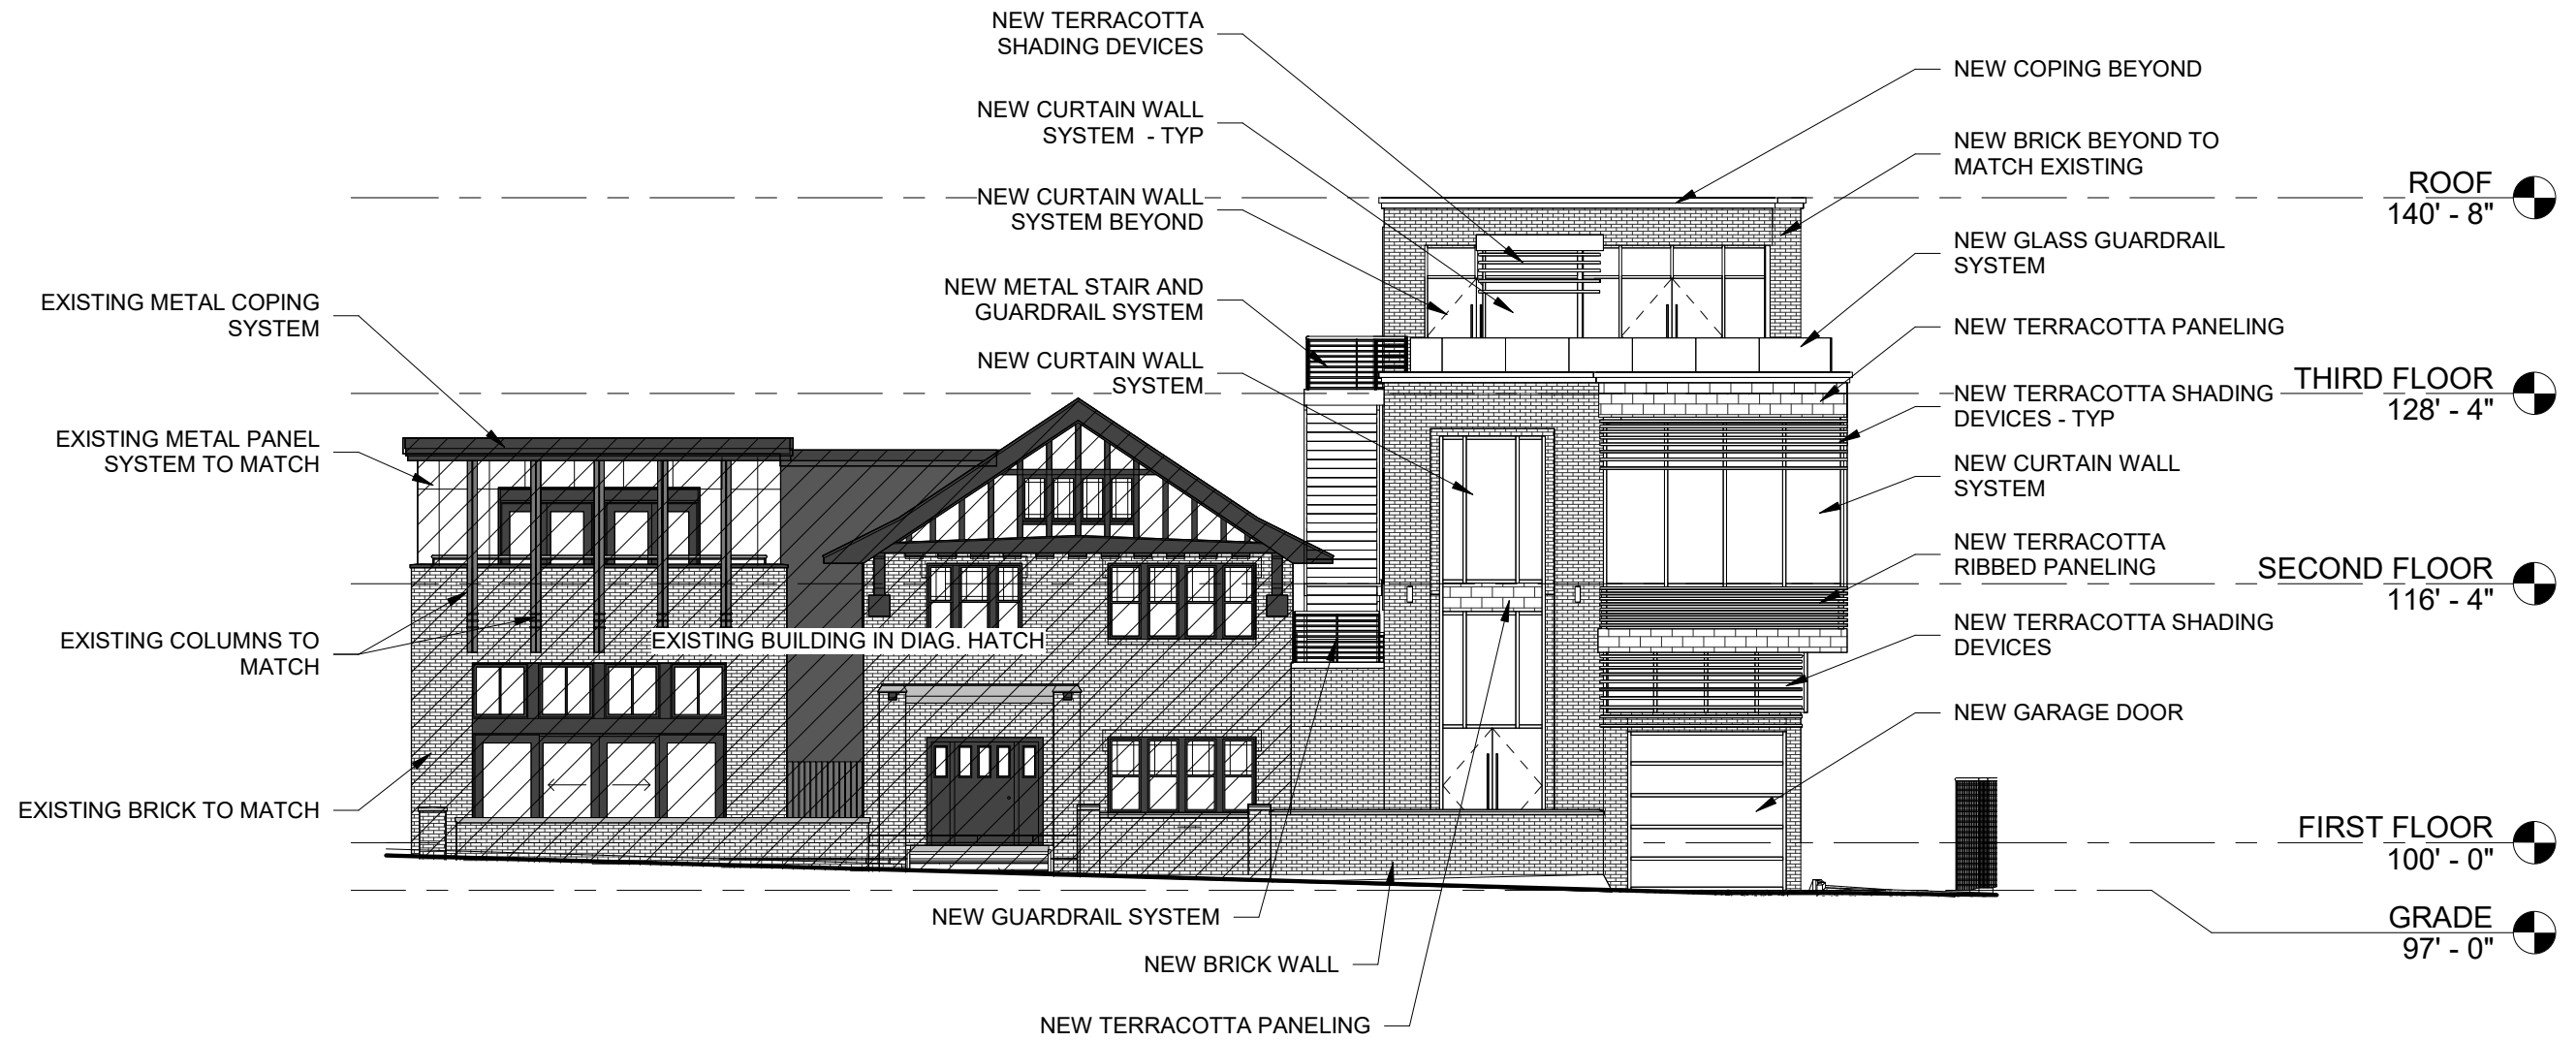 NEW TERRACOTTA
SHADING DEVICES
NEW CURTAIN WALL
SYSTEM - TYP
NEW CURTAIN WALL
SYSTEM BEYOND
NEW METAL STAIR AND
GUARDRAIL SYSTEM
NEW CURTAIN WALL
SYSTEM
EXISTING METAL COPING
SYSTEM
EXISTING METAL PANEL
SYSTEM TO MATCH
EXISTING COLUMNS TO
MATCH
EXISTING BRICK TO MATCH
EXISTING BUILDING IN DIAG. HATCH
NEW GUARDRAIL SYSTEM
NEW BRICK WALL
NEW TERRACOTTA PANELING
NEW COPING BEYOND
NEW BRICK BEYOND TO
MATCH EXISTING
NEW GLASS GUARDRAIL
SYSTEM
NEW TERRACOTTA PANELING
NEW TERRACOTTA SHADING
DEVICES - TYP
NEW CURTAIN WALL
SYSTEM
NEW TERRACOTTA
RIBBED PANELING
NEW TERRACOTTA SHADING
DEVICES
NEW GARAGE DOOR
ROOF
140' - 8"
THIRD FLOOR
128' - 4"
SECOND FLOOR
116' - 4"
FIRST FLOOR
100' - 0"
GRADE
97' - 0"